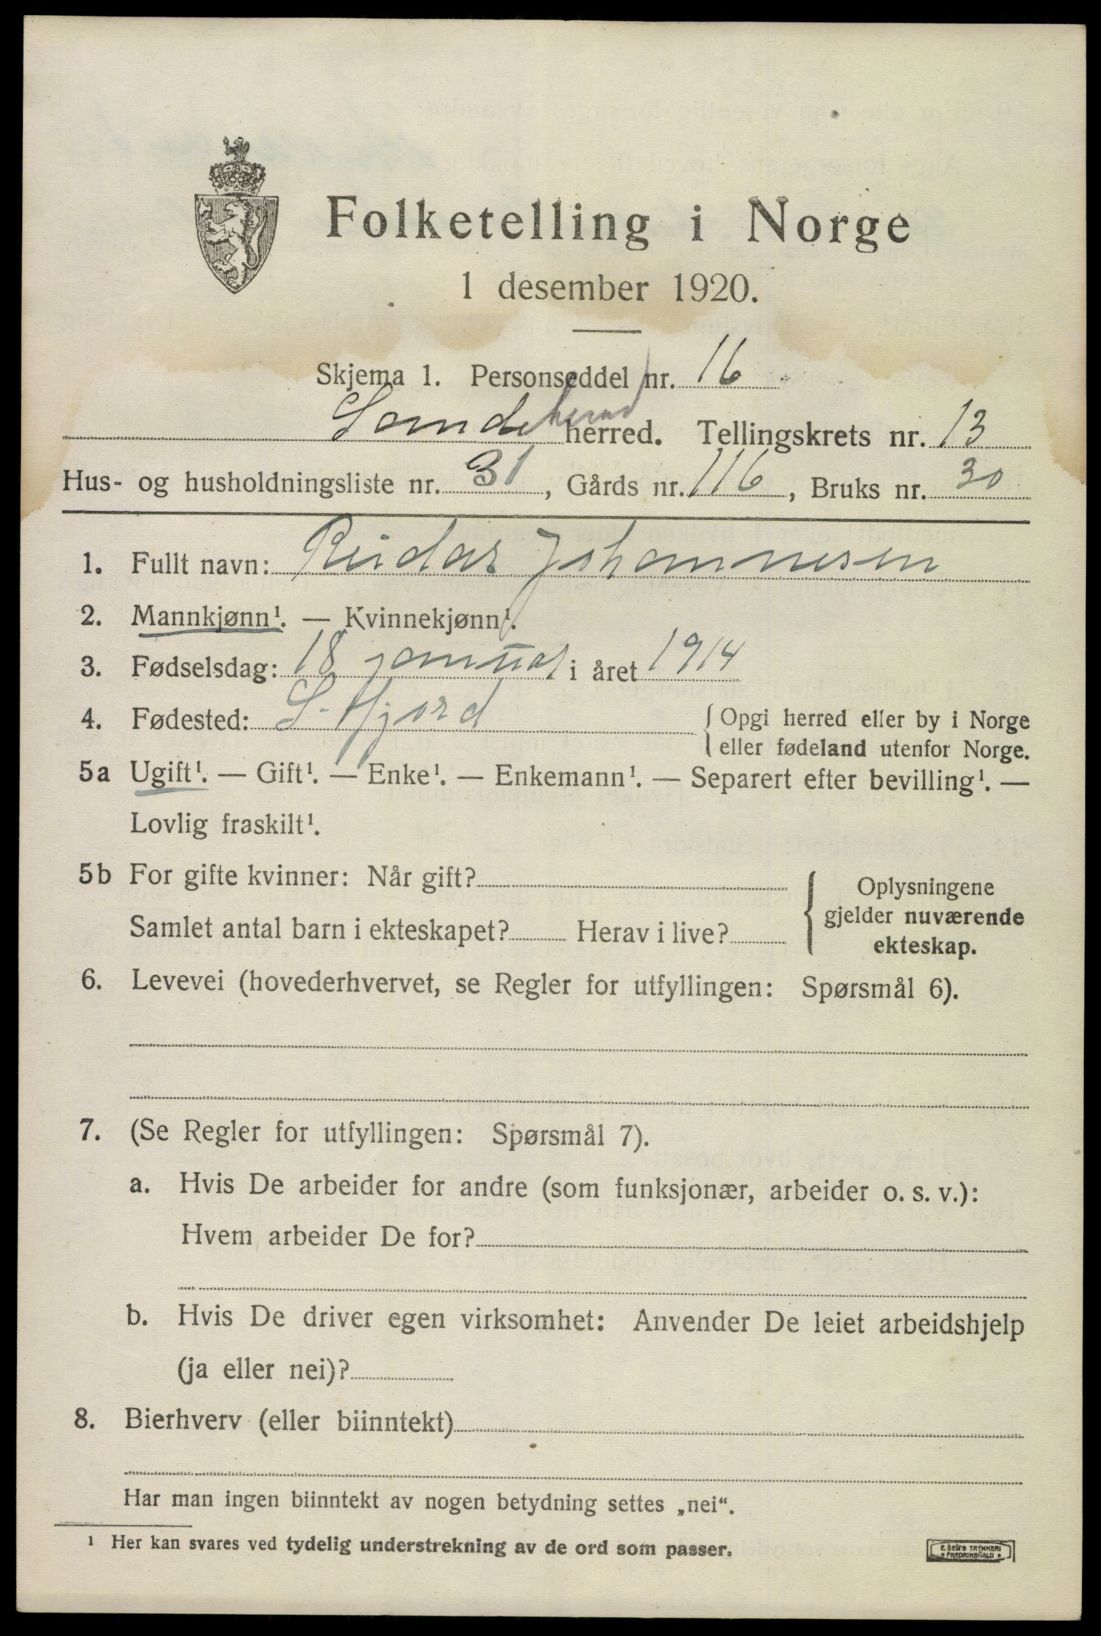 Folketelling i Norge
1 desember 1920.
Skjema 1. Personseddel nr. 16
Sandeherad herred. Tellingskrets nr. 13
Hus- og husholdningsliste nr. 31, Gårds nr. 116, Bruks nr. 30
1. Fullt navn: Reidar Johannesen
2. Mannkjønn¹. — Kvinnekjønn¹.
3. Fødselsdag: 18 januar i året 1914
4. Fødested: S.fjord
{Opgi herred eller by i Norge
eller fødeland utenfor Norge.
5a Ugift¹. — Gift¹. — Enke¹. — Enkemann¹. — Separert efter bevilling¹. —
Lovlig fraskilt¹.
5b For gifte kvinner: Når gift?
Samlet antal barn i ekteskapet? Herav i live?
{Oplysningene
gjelder nuværende
ekteskap.
6. Levevei (hovederhvervet, se Regler for utfyllingen: Spørsmål 6).
7. (Se Regler for utfyllingen: Spørsmål 7).
a. Hvis De arbeider for andre (som funksjonær, arbeider o. s. v.):
Hvem arbeider De for?
b. Hvis De driver egen virksomhet: Anvender De leiet arbeidshjelp
(ja eller nei)?
8. Bierhverv (eller biinntekt)
Har man ingen biinntekt av nogen betydning settes „nei".
¹ Her kan svares ved tydelig understrekning av de ord som passer.
E. SEMS TRYKKERI
FREDRIKSHALD